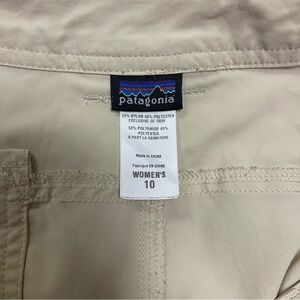 patagonia
52% NYLON 48% POLYESTER
EXCLUSIVE OF TRIM
52% POLYAMIDE 48%
POLYESTER
A PART LA GARNITURE
Made in CHINA
Fabriqué EN CHINE
WOMEN'S
10